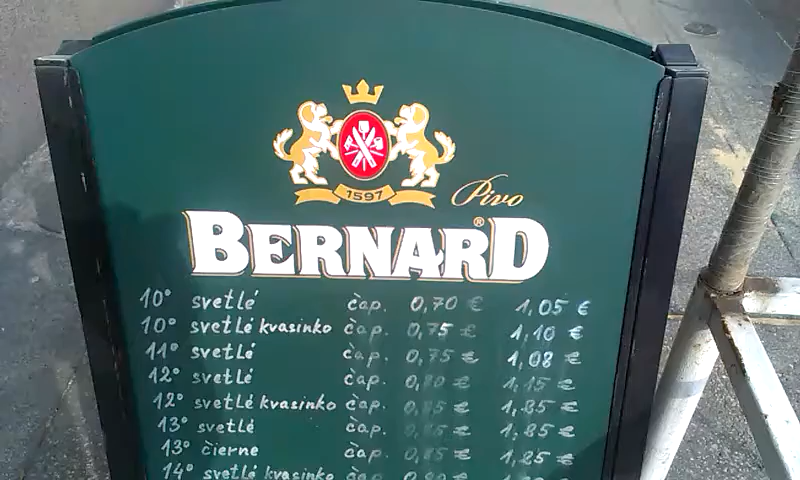 1597
Pivo
BERNARD®
10° svetlé čap. 0,70 € 1,05 €
10° svetlé kvasinko čap. 0,75 € 1,10 €
11° svetlé čap. 0,75 € 1,08 €
12° svetlé čap. 0,80 € 1,15 €
12° svetlé kvasinko čap. 0,85 €
13° svetlé čap. 0,85 €
13° čierne čap. 0,85 € 1,25 €
14° svetlé kvasinko čap.